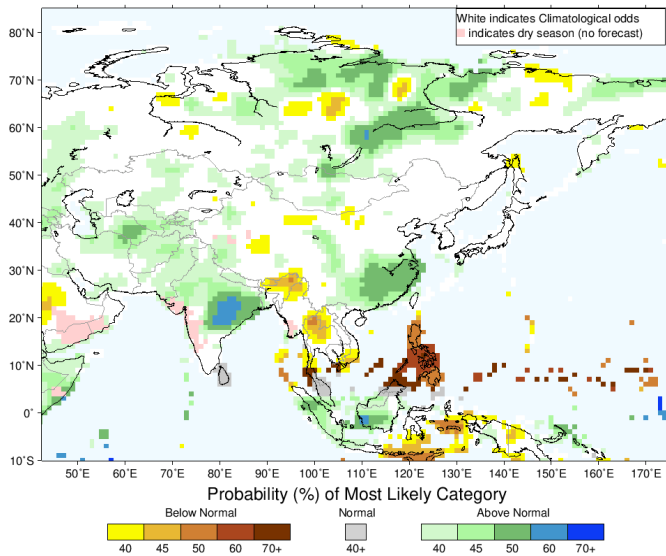 White indicates Climatological odds
indicates dry season (no forecast)
80°N
70°N
60°N
50°N
40°N
30°N
20°N
10°N
0°
10°S
50°E 60°E 70°E 80°E 90°E 100°E 110°E 120°E 130°E 140°E 150°E 160°E 170°E
Probability (%) of Most Likely Category
Below Normal Normal Above Normal
40 45 50 60 70+ 40+ 40 45 50 60 70+